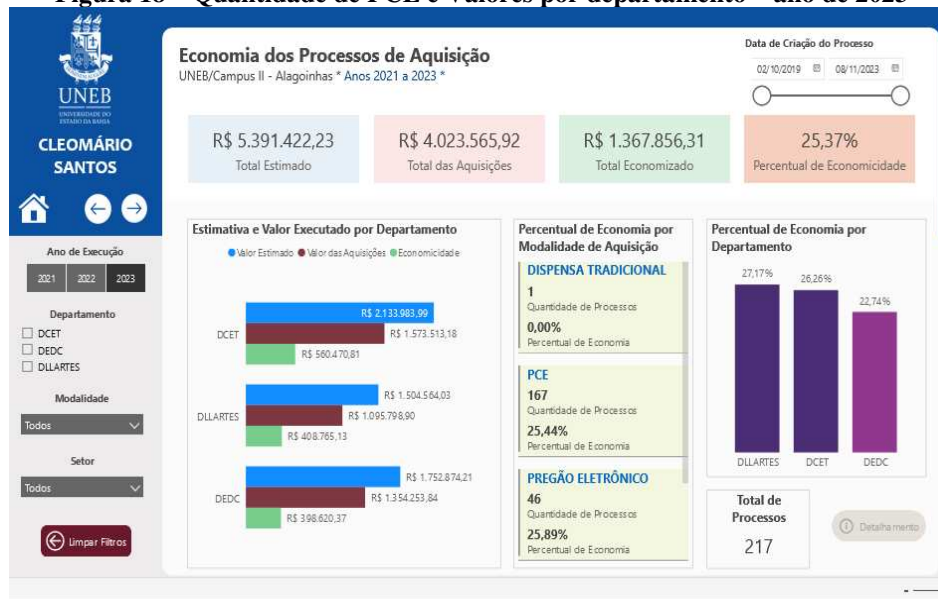 Figura 18 – Quantidade de PCE e Valores por departamento – ano de 2023
UNEB
UNIVERSIDADE DO
ESTADO DA BAHIA
CLEOMÁRIO
SANTOS
Ano de Execução
2021 2022 2023
Departamento
DCET
DEDC
DLLARTES
Modalidade
Todos
Setor
Todos
Limpar Filtros
Economia dos Processos de Aquisição
UNEB/Campus II - Alagoinhas * Anos 2021 a 2023 *
Data de Criação do Processo
02/10/2019 08/11/2023
R$ 5.391.422,23
Total Estimado
R$ 4.023.565,92
Total das Aquisições
R$ 1.367.856,31
Total Economizado
25,37%
Percentual de Economicidade
Estimativa e Valor Executado por Departamento
Valor Estimado Valor das Aquisições Economicidade
DCET
R$ 2.133.983,99
R$ 1.573.513,18
R$ 560.470,81
DLLARTES
R$ 1.504.564,03
R$ 1.095.798,90
R$ 408.765,13
DEDC
R$ 1.752.874,21
R$ 1.354.253,84
R$ 398.620,37
Percentual de Economia por
Modalidade de Aquisição
DISPENSA TRADICIONAL
1
Quantidade de Processos
0,00%
Percentual de Economia
PCE
167
Quantidade de Processos
25,44%
Percentual de Economia
PREGÃO ELETRÔNICO
46
Quantidade de Processos
25,89%
Percentual de Economia
Percentual de Economia por
Departamento
27,17%
26,26%
22,74%
DLLARTES DCET DEDC
Total de
Processos
217
Detalhamento